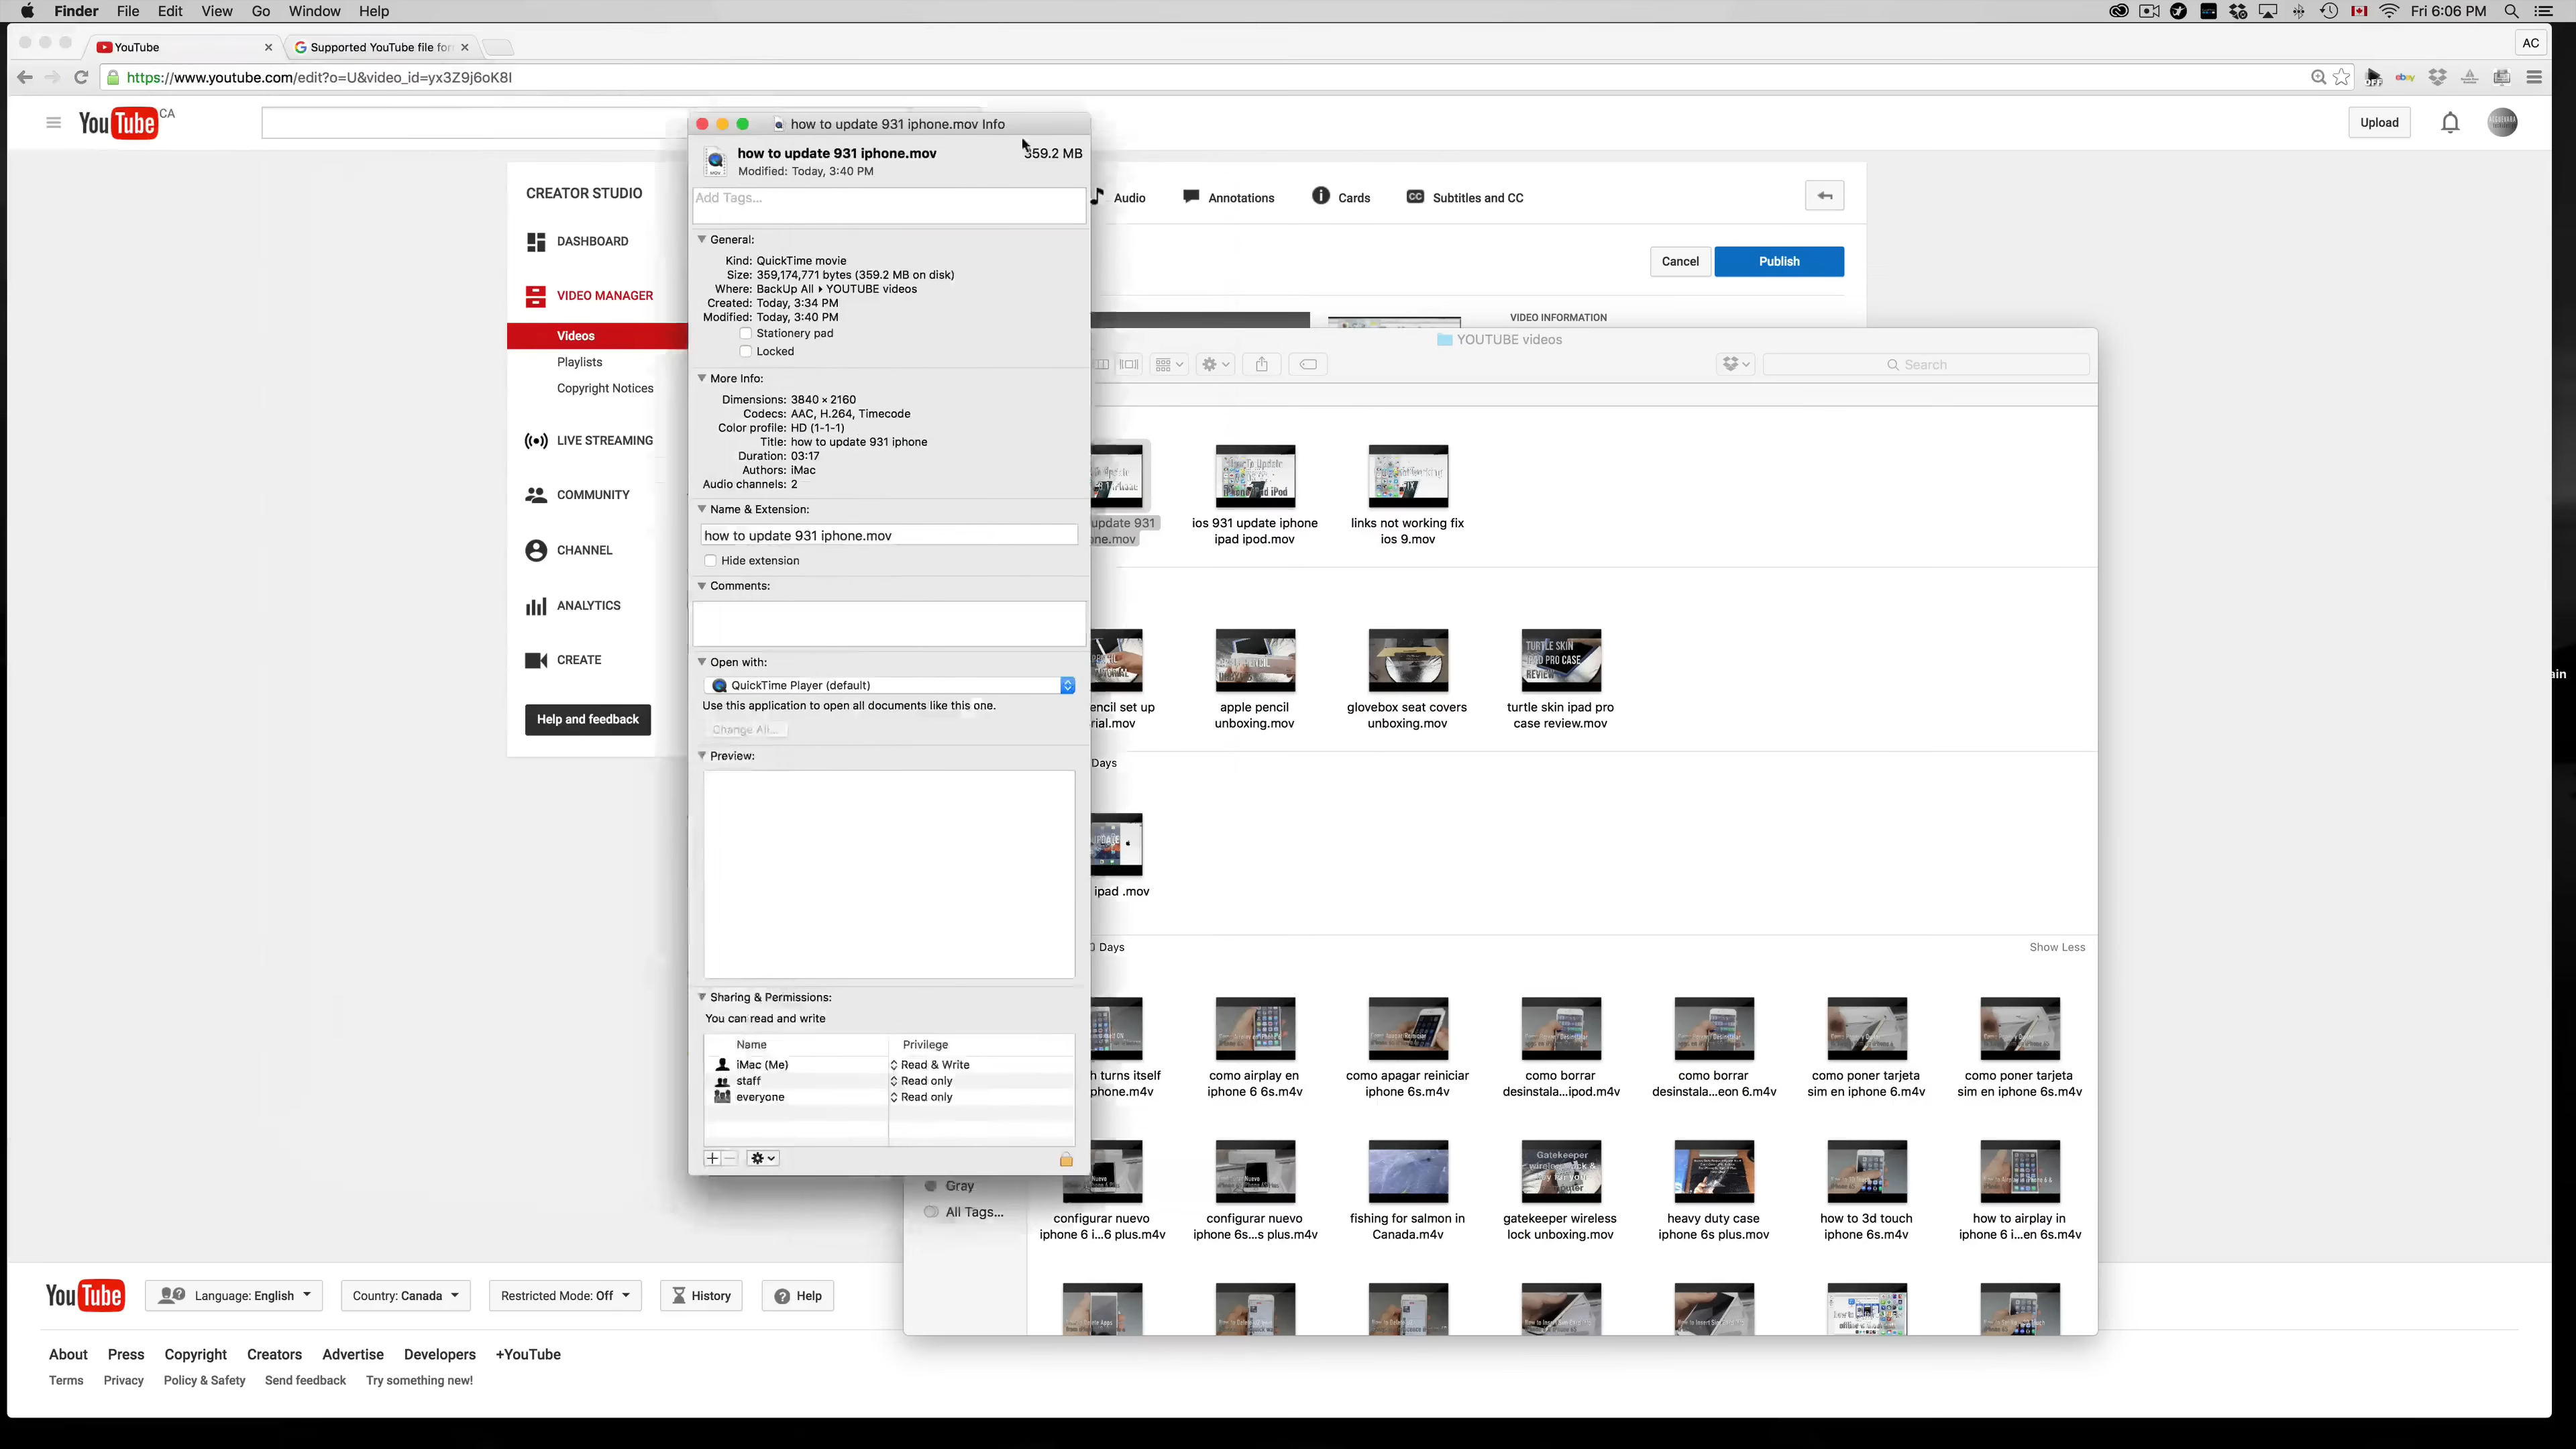 Finder File Edit View Go Window Help
Fri 6:06 PM
YouTube
Supported YouTube file for
AC
https://www.youtube.com/edit?o=U&video_id=yx3Z9j6oK8I
OFF
ebay
YouTube CA
Upload
how to update 931 iphone.mov Info
how to update 931 iphone.mov
359.2 MB
Modified: Today, 3:40 PM
Add Tags...
General:
Kind: QuickTime movie
Size: 359,174,771 bytes (359.2 MB on disk)
Where: BackUp All ▸ YOUTUBE videos
Created: Today, 3:34 PM
Modified: Today, 3:40 PM
Stationery pad
Locked
More Info:
Dimensions: 3840 × 2160
Codecs: AAC, H.264, Timecode
Color profile: HD (1-1-1)
Title: how to update 931 iphone
Duration: 03:17
Authors: iMac
Audio channels: 2
Name & Extension:
how to update 931 iphone.mov
Hide extension
Comments:
Open with:
QuickTime Player (default)
Use this application to open all documents like this one.
Change All...
Preview:
Sharing & Permissions:
You can read and write
Name Privilege
iMac (Me) Read & Write
staff Read only
everyone Read only
CREATOR STUDIO
DASHBOARD
VIDEO MANAGER
Videos
Playlists
Copyright Notices
LIVE STREAMING
COMMUNITY
CHANNEL
ANALYTICS
CREATE
Help and feedback
Audio Annotations Cards Subtitles and CC
Cancel Publish
VIDEO INFORMATION
YOUTUBE videos
Search
update 931
one.mov
ios 931 update iphone
ipad ipod.mov
links not working fix
ios 9.mov
encil set up
rial.mov
apple pencil
unboxing.mov
glovebox seat covers
unboxing.mov
TURTLE SKIN
IPAD PRO CASE
REVIEW
turtle skin ipad pro
case review.mov
Days
ipad .mov
0 Days
Show Less
h turns itself
phone.m4v
como airplay en
iphone 6 6s.m4v
como apagar reiniciar
iphone 6s.m4v
como borrar
desinstala...ipod.m4v
como borrar
desinstala...eon 6.m4v
como poner tarjeta
sim en iphone 6.m4v
como poner tarjeta
sim en iphone 6s.m4v
Gray
All Tags...
configurar nuevo
iphone 6 i...6 plus.m4v
configurar nuevo
iphone 6s...s plus.m4v
fishing for salmon in
Canada.m4v
gatekeeper wireless
lock unboxing.mov
heavy duty case
iphone 6s plus.mov
how to 3d touch
iphone 6s.m4v
how to airplay in
iphone 6 i...en 6s.m4v
YouTube
Language: English
Country: Canada
Restricted Mode: Off
History
Help
About Press Copyright Creators Advertise Developers +YouTube
Terms Privacy Policy & Safety Send feedback Try something new!
ain